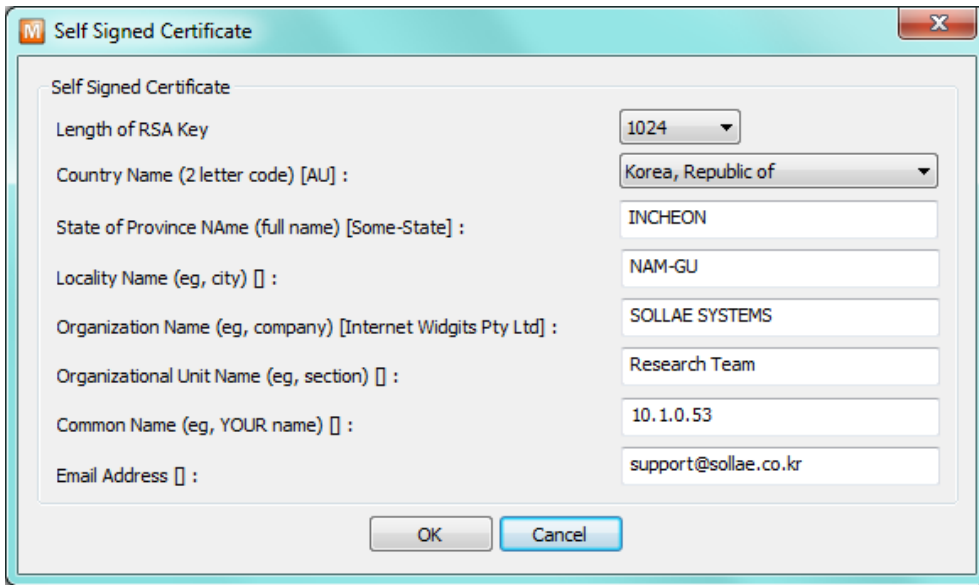 M Self Signed Certificate X
Self Signed Certificate
Length of RSA Key 1024
Country Name (2 letter code) [AU] : Korea, Republic of
State of Province NAme (full name) [Some-State] : INCHEON
Locality Name (eg, city) [] : NAM-GU
Organization Name (eg, company) [Internet Widgits Pty Ltd] : SOLLAE SYSTEMS
Organizational Unit Name (eg, section) [] : Research Team
Common Name (eg, YOUR name) [] : 10.1.0.53
Email Address [] : support@sollae.co.kr
OK Cancel